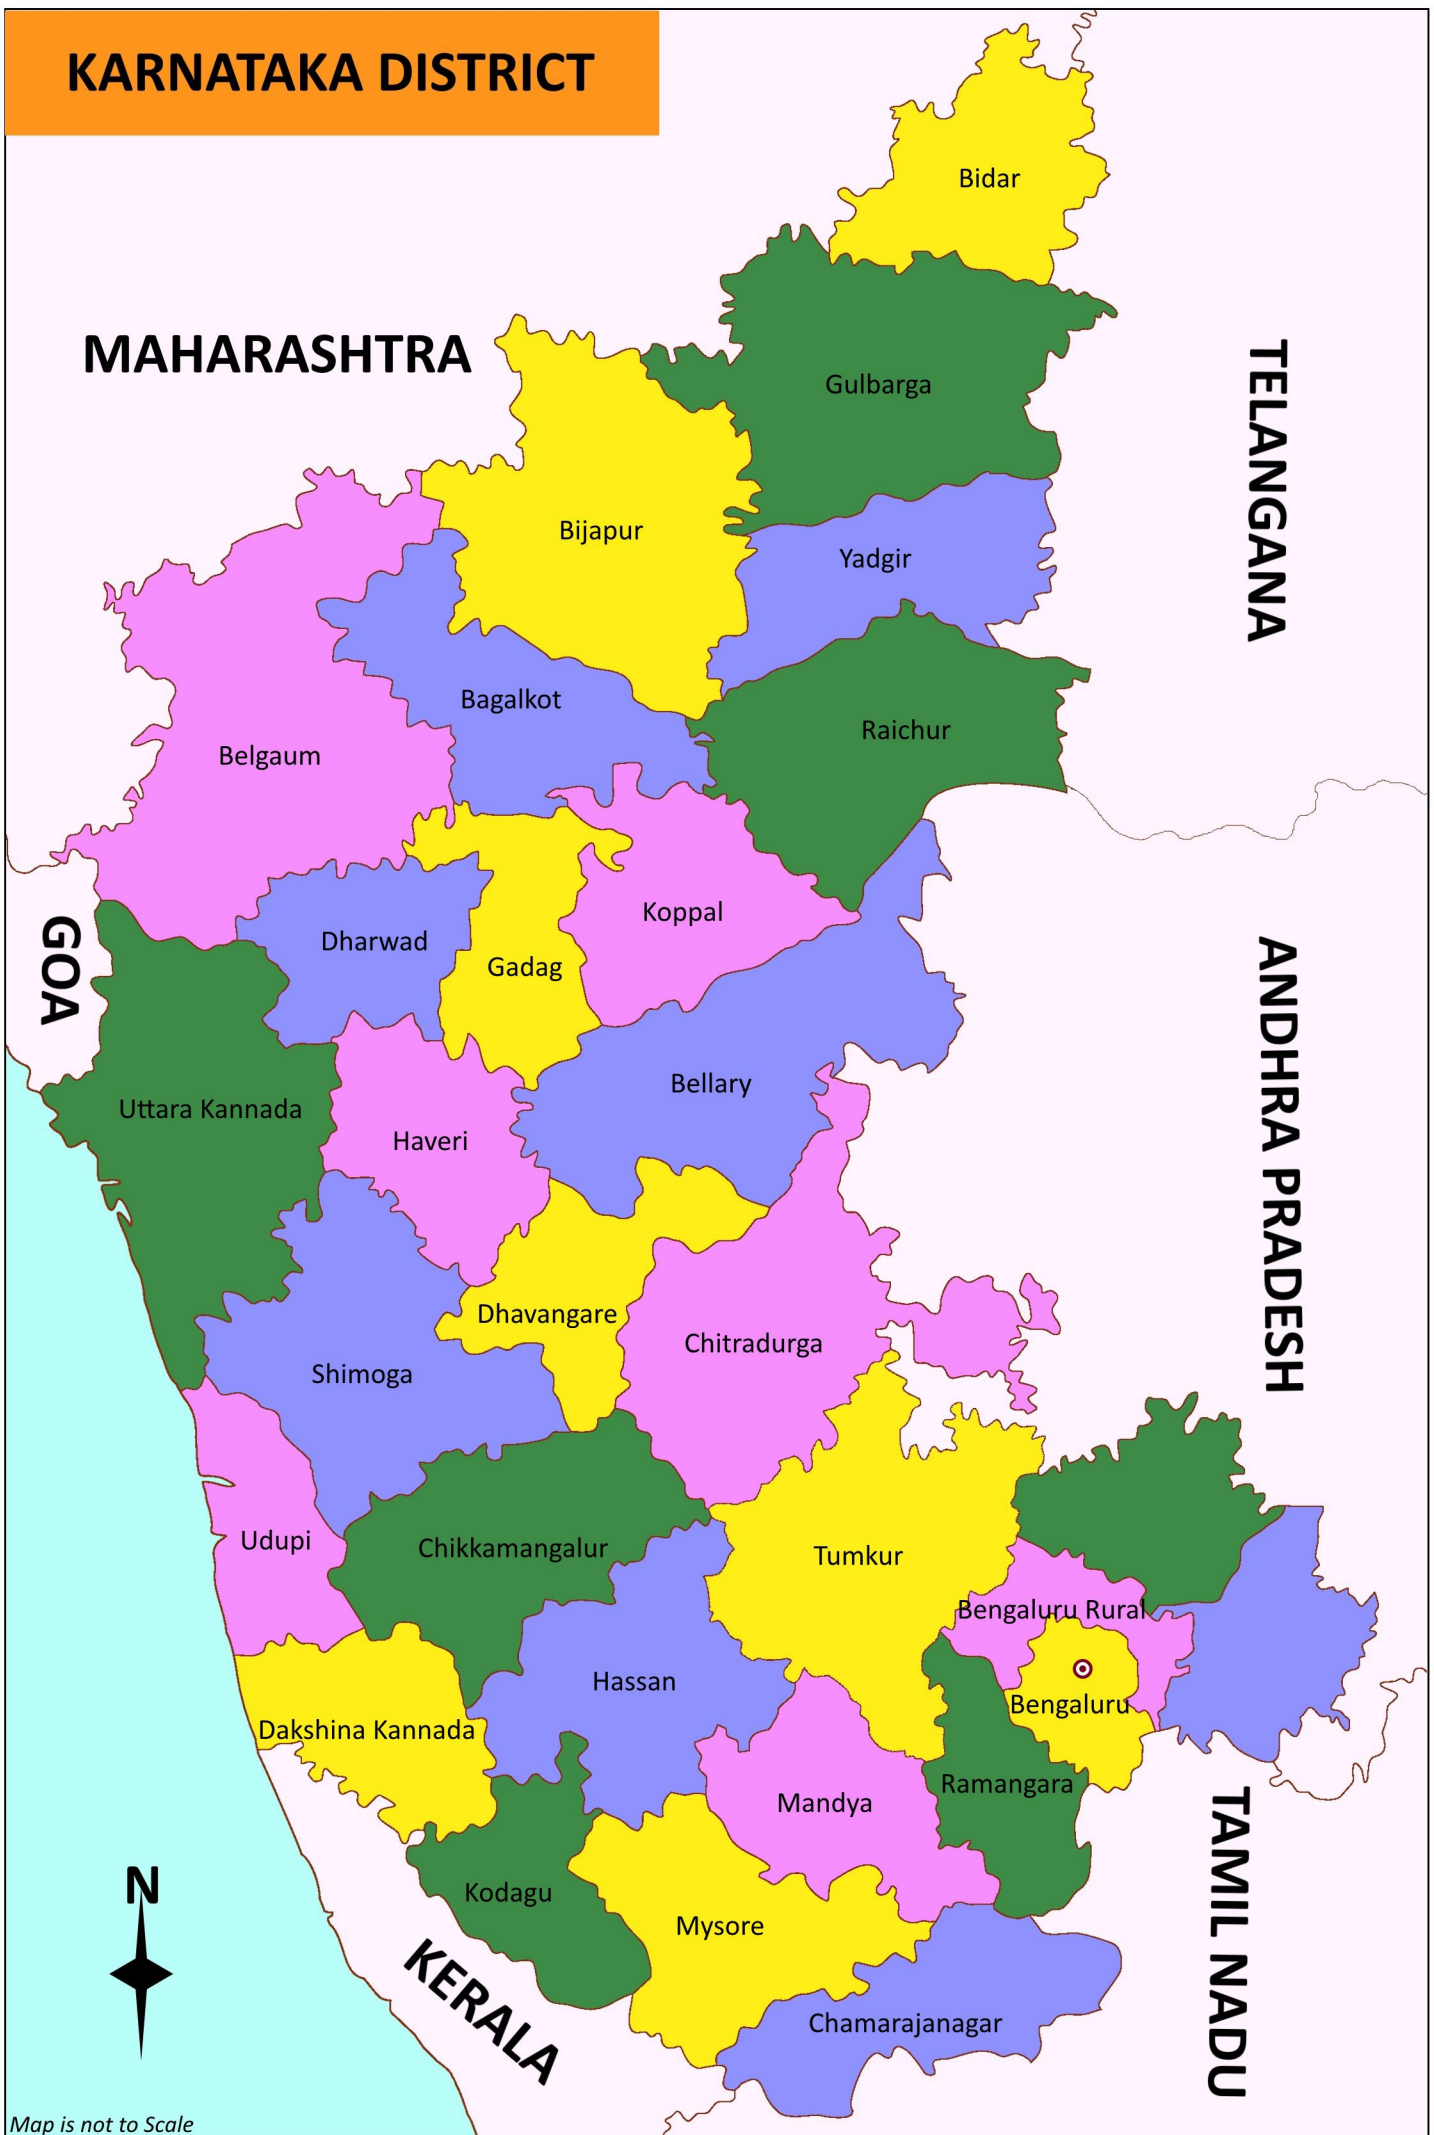 KARNATAKA DISTRICT
Bidar
MAHARASHTRA
Gulbarga
TELANGANA
Bijapur
Yadgir
Bagalkot
Raichur
Belgaum
Koppal
GOA
Dharwad
Gadag
Bellary
ANDHRA PRADESH
Uttara Kannada
Haveri
Dhavangare
Chitradurga
Shimoga
Udupi
Chikkamangalur
Tumkur
Bengaluru Rural
Hassan
Bengaluru
Dakshina Kannada
Ramangara
Mandya
TAMIL NADU
N
Kodagu
Mysore
KERALA
Chamarajanagar
Map is not to Scale